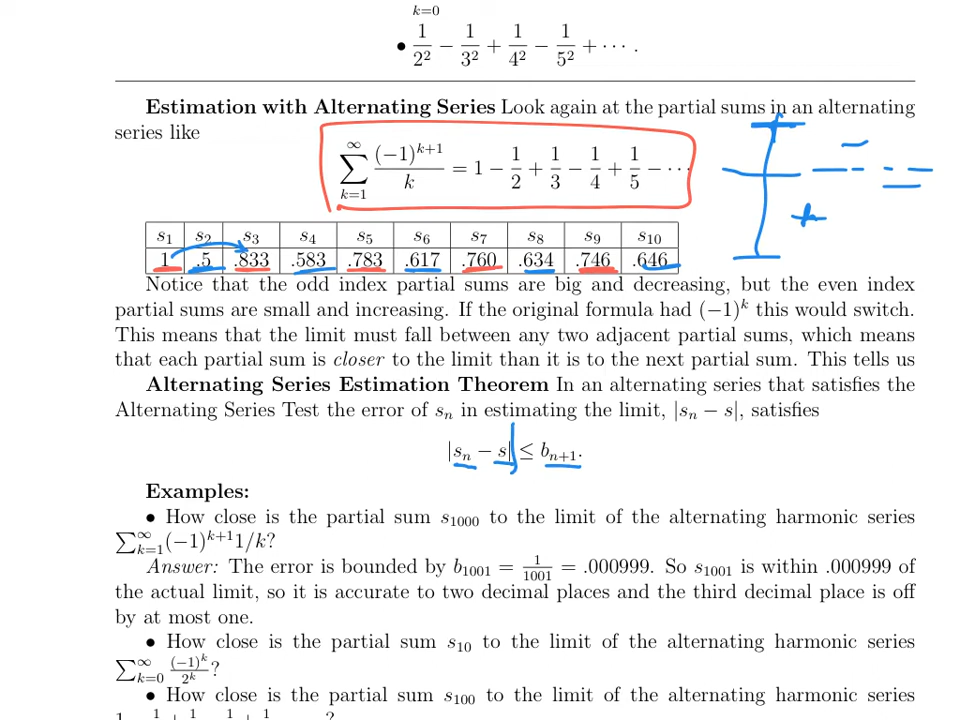 k=0
• 1/2² − 1/3² + 1/4² − 1/5² + ⋯ .
Estimation with Alternating Series Look again at the partial sums in an alternating
series like
∑_{k=1}^{∞} (−1)^{k+1}/k = 1 − 1/2 + 1/3 − 1/4 + 1/5 − ⋯
s₁ s₂ s₃ s₄ s₅ s₆ s₇ s₈ s₉ s₁₀
1 .5 .833 .583 .783 .617 .760 .634 .746 .646
Notice that the odd index partial sums are big and decreasing, but the even index
partial sums are small and increasing. If the original formula had (−1)^k this would switch.
This means that the limit must fall between any two adjacent partial sums, which means
that each partial sum is closer to the limit than it is to the next partial sum. This tells us
Alternating Series Estimation Theorem In an alternating series that satisfies the
Alternating Series Test the error of sₙ in estimating the limit, |sₙ − s|, satisfies
|sₙ − s| ≤ bₙ₊₁.
Examples:
• How close is the partial sum s₁₀₀₀ to the limit of the alternating harmonic series
∑_{k=1}^{∞}(−1)^{k+1}1/k?
Answer: The error is bounded by b₁₀₀₁ = 1/1001 = .000999. So s₁₀₀₁ is within .000999 of
the actual limit, so it is accurate to two decimal places and the third decimal place is off
by at most one.
• How close is the partial sum s₁₀ to the limit of the alternating harmonic series
∑_{k=0}^{∞} (−1)^k/2^k?
• How close is the partial sum s₁₀₀ to the limit of the alternating harmonic series